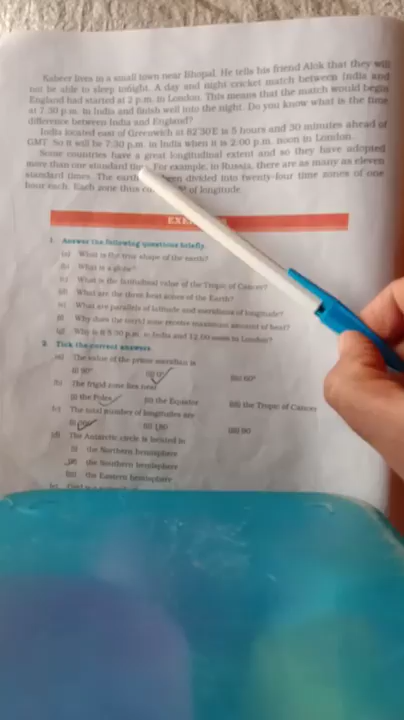 Kabeer lives in a small town near Bhopal. He tells his friend Alok that they will
not be able to sleep tonight. A day and night cricket match between India and
England had started at 2 p.m. in London. This means that the match would begin
at 7.30 p.m. in India and finish well into the night. Do you know what is the time
difference between India and England?
India located east of Greenwich at 82°30'E is 5 hours and 30 minutes ahead of
GMT. So it will be 7:30 p.m. in India when it is 2:00 p.m. noon in London.
Some countries have a great longitudinal extent and so they have adopted
more than one standard time. For example, in Russia, there are as many as eleven
standard times. The earth been divided into twenty-four time zones of one
hour each. Each zone thus of longitude.
1. Answer the following questions briefly.
(a) What is the true shape of the earth?
(b) What is a globe?
(c) What is the latitudinal value of the Tropic of Cancer?
(d) What are the three heat zones of the Earth?
(e) What are parallels of latitude and meridians of longitude?
(f) Why does the torrid zone receive maximum amount of heat?
(g) Why is it 5.30 p.m. in India and 12.00 noon in London?
2. Tick the correct answers.
(a) The value of the prime meridian is
(i) 90° (ii) 0° (iii) 60°
(b) The frigid zone lies near
(i) the Poles (ii) the Equator (iii) the Tropic of Cancer
(c) The total number of longitudes are
(i) 360 (ii) 180 (iii) 90
(d) The Antarctic circle is located in
(i) the Northern hemisphere
(ii) the Southern hemisphere
(iii) the Eastern hemisphere